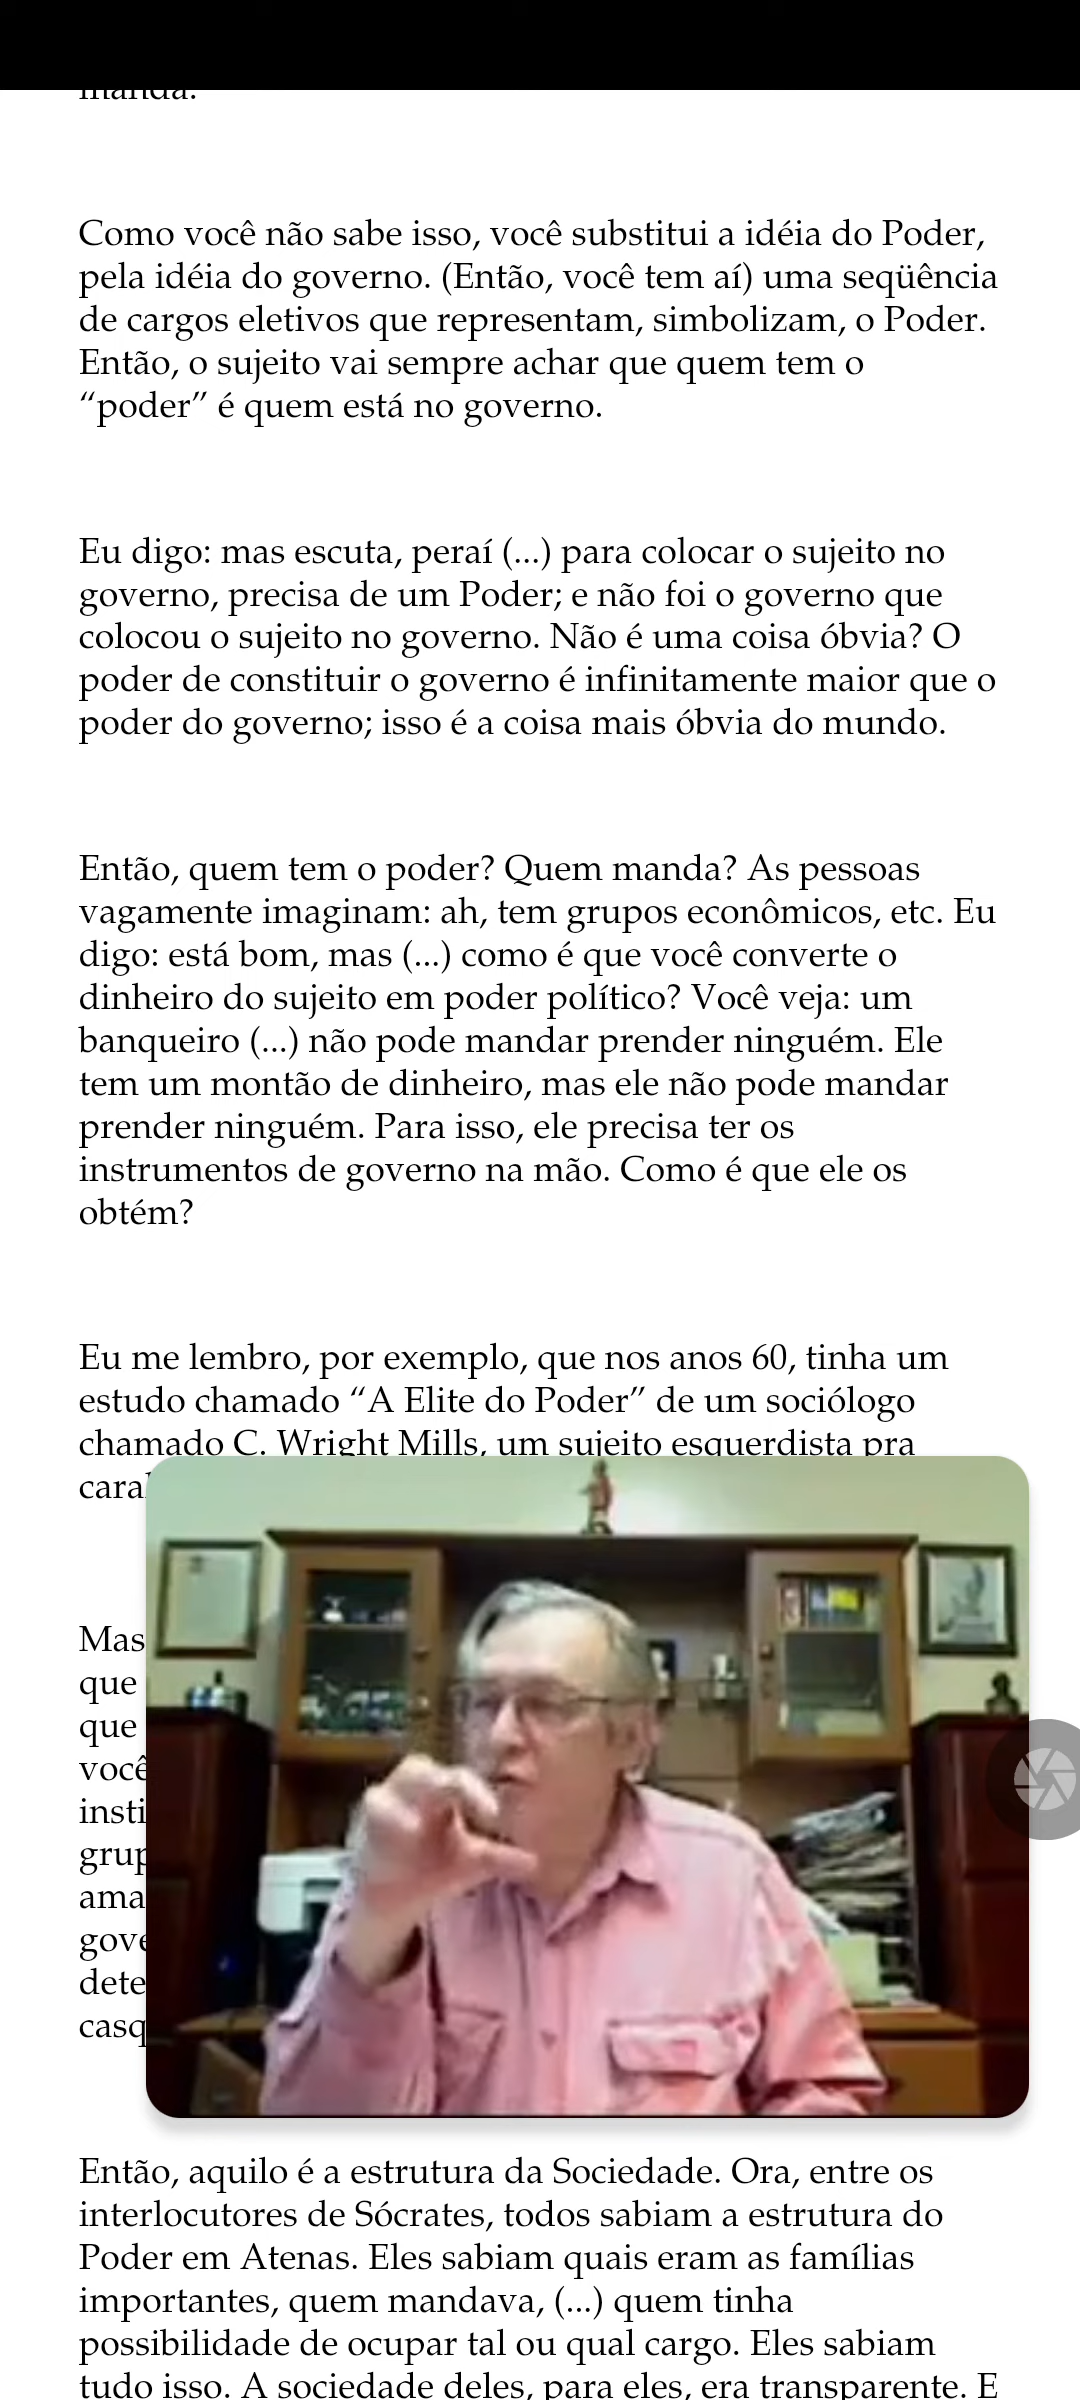 Como você não sabe isso, você substitui a idéia do Poder,
pela idéia do governo. (Então, você tem aí) uma seqüência
de cargos eletivos que representam, simbolizam, o Poder.
Então, o sujeito vai sempre achar que quem tem o
“poder” é quem está no governo.
Eu digo: mas escuta, peraí (...) para colocar o sujeito no
governo, precisa de um Poder; e não foi o governo que
colocou o sujeito no governo. Não é uma coisa óbvia? O
poder de constituir o governo é infinitamente maior que o
poder do governo; isso é a coisa mais óbvia do mundo.
Então, quem tem o poder? Quem manda? As pessoas
vagamente imaginam: ah, tem grupos econômicos, etc. Eu
digo: está bom, mas (...) como é que você converte o
dinheiro do sujeito em poder político? Você veja: um
banqueiro (...) não pode mandar prender ninguém. Ele
tem um montão de dinheiro, mas ele não pode mandar
prender ninguém. Para isso, ele precisa ter os
instrumentos de governo na mão. Como é que ele os
obtém?
Eu me lembro, por exemplo, que nos anos 60, tinha um
estudo chamado “A Elite do Poder” de um sociólogo
chamado C. Wright Mills, um sujeito esquerdista pra
Mas
que
que
você
Então, aquilo é a estrutura da Sociedade. Ora, entre os
interlocutores de Sócrates, todos sabiam a estrutura do
Poder em Atenas. Eles sabiam quais eram as famílias
importantes, quem mandava, (...) quem tinha
possibilidade de ocupar tal ou qual cargo. Eles sabiam
tudo isso. A sociedade deles, para eles, era transparente. E